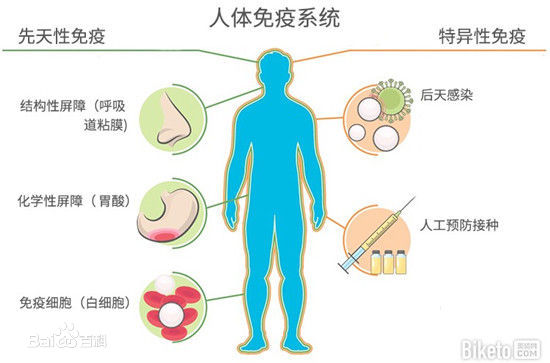 人体免疫系统
先天性免疫
特异性免疫
结构性屏障（呼吸
道粘膜)
后天感染
化学性屏障（胃酸）
人工预防接种
免疫细胞（白细胞）
Bai百科
Biketo